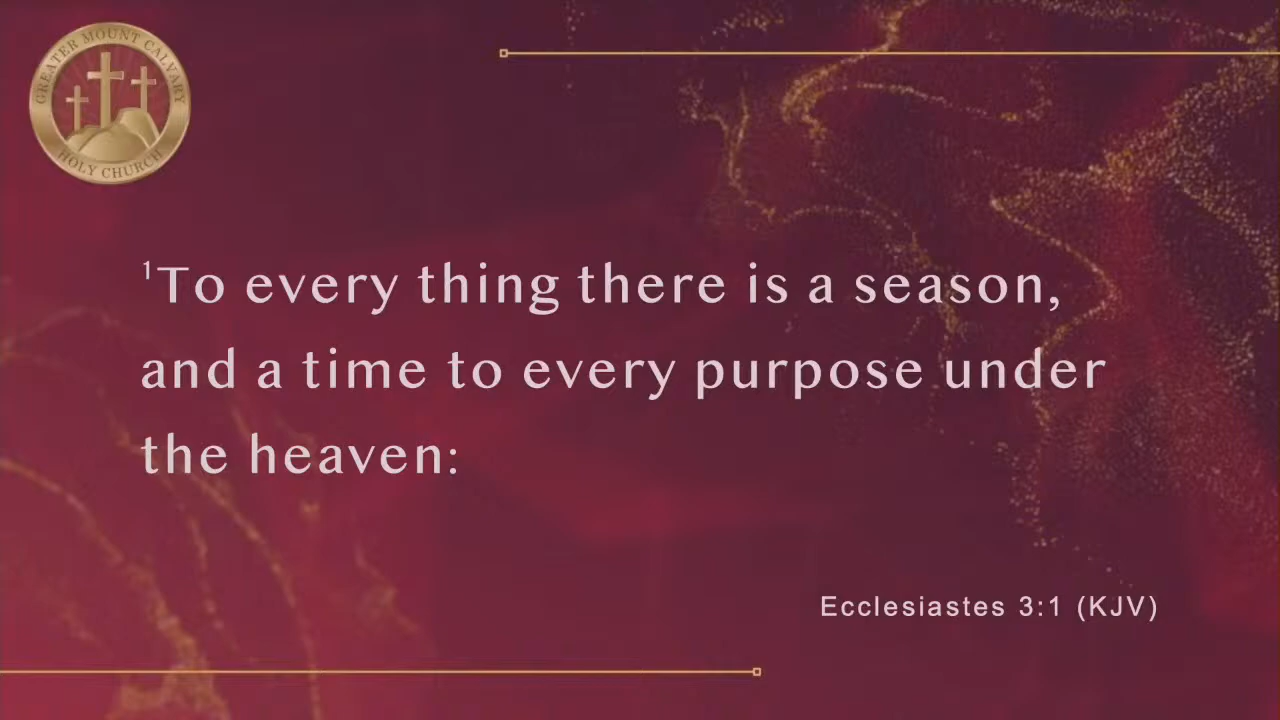 GREATER MOUNT CALVARY
HOLY CHURCH
¹To every thing there is a season,
and a time to every purpose under
the heaven:
Ecclesiastes 3:1 (KJV)